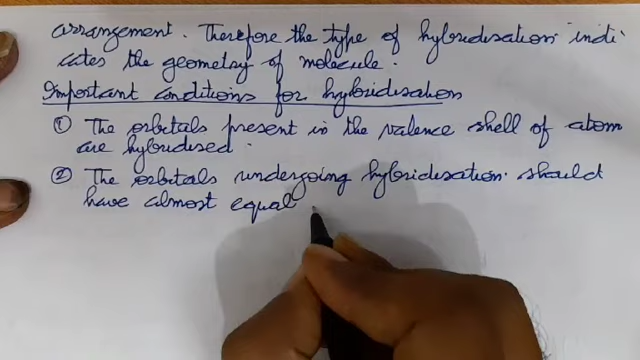 arrangement. Therefore the type of hybridisation indi
cates the geometry of molecule.
Important conditions for hybridisation
① The orbitals present in the valence shell of atom
are hybridised.
② The orbitals undergoing hybridisation should
have almost equal